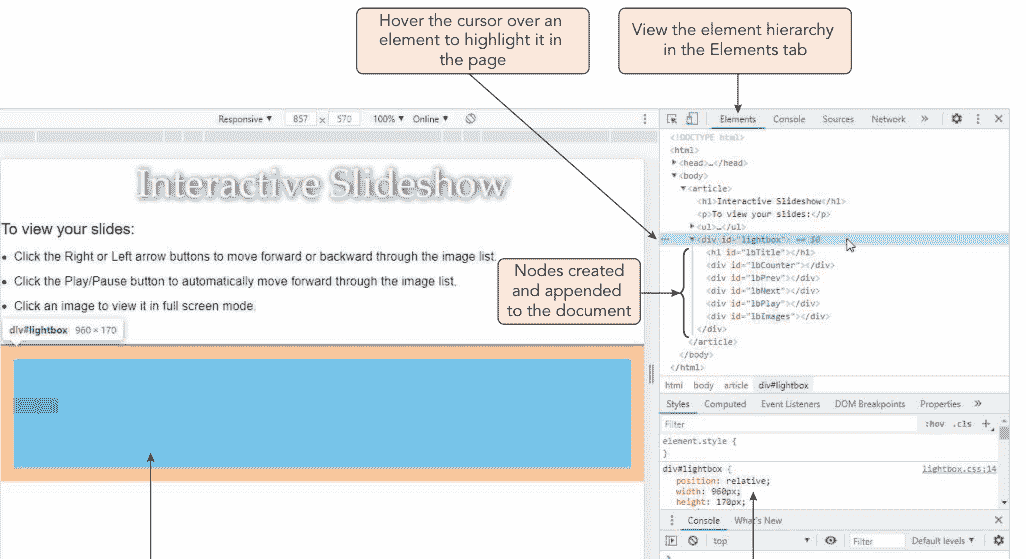 Hover the cursor over an
element to highlight it in
the page
View the element hierarchy
in the Elements tab
Responsive ▼ 857 x 570 100% ▼ Online ▼
Elements Console Sources Network »
<!DOCTYPE html>
<html>
▶<head>…</head>
▼<body>
▼<article>
<h1>Interactive Slideshow</h1>
<p>To view your slides:</p>
▶<ul>…</ul>
▼<div id="lightbox"> == $0
<h1 id="lbTitle"></h1>
<div id="lbCounter"></div>
<div id="lbPrev"></div>
<div id="lbNext"></div>
<div id="lbPlay"></div>
<div id="lbImages"></div>
</div>
</article>
</body>
</html>
Interactive Slideshow
To view your slides:
• Click the Right or Left arrow buttons to move forward or backward through the image list.
• Click the Play/Pause button to automatically move forward through the image list.
• Click an image to view it in full screen mode
Nodes created
and appended
to the document
div#lightbox 960 × 170
html body article div#lightbox
Styles Computed Event Listeners DOM Breakpoints Properties »
Filter :hov .cls +
element.style {
}
div#lightbox { lightbox.css:14
position: relative;
width: 960px;
height: 170px;
Console What's New
top ▼ Filter Default levels ▼